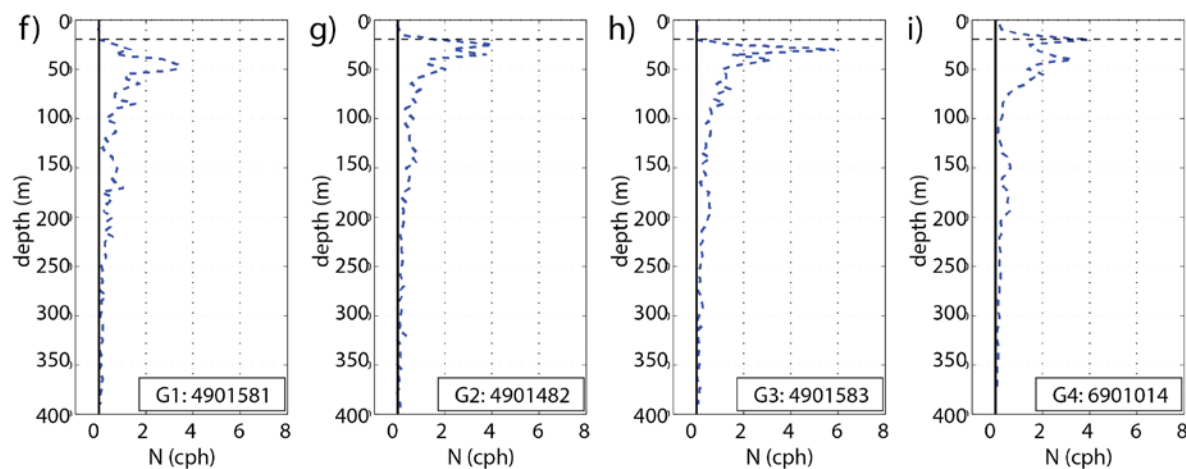 f) g) h) i)
0 0 0 0
50 50 50 50
100 100 100 100
150 150 150 150
depth (m) depth (m) depth (m) depth (m)
200 200 200 200
250 250 250 250
300 300 300 300
350 350 350 350
G1: 4901581 G2: 4901482 G3: 4901583 G4: 6901014
400 400 400 400
0 2 4 6 8 0 2 4 6 8 0 2 4 6 8 0 2 4 6 8
N (cph) N (cph) N (cph) N (cph)